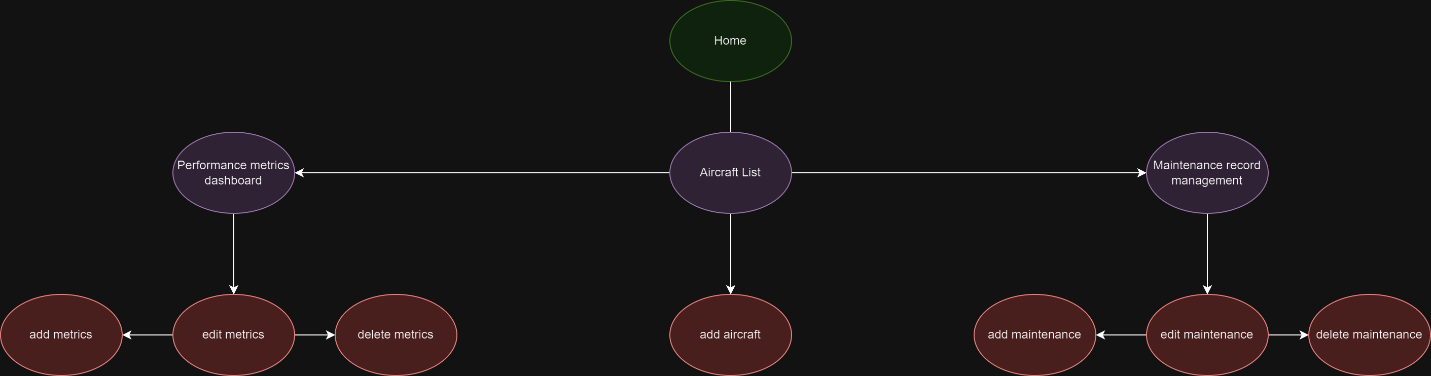 Home
Performance metrics
dashboard
Aircraft List
Maintenance record
management
add metrics
edit metrics
delete metrics
add aircraft
add maintenance
edit maintenance
delete maintenance